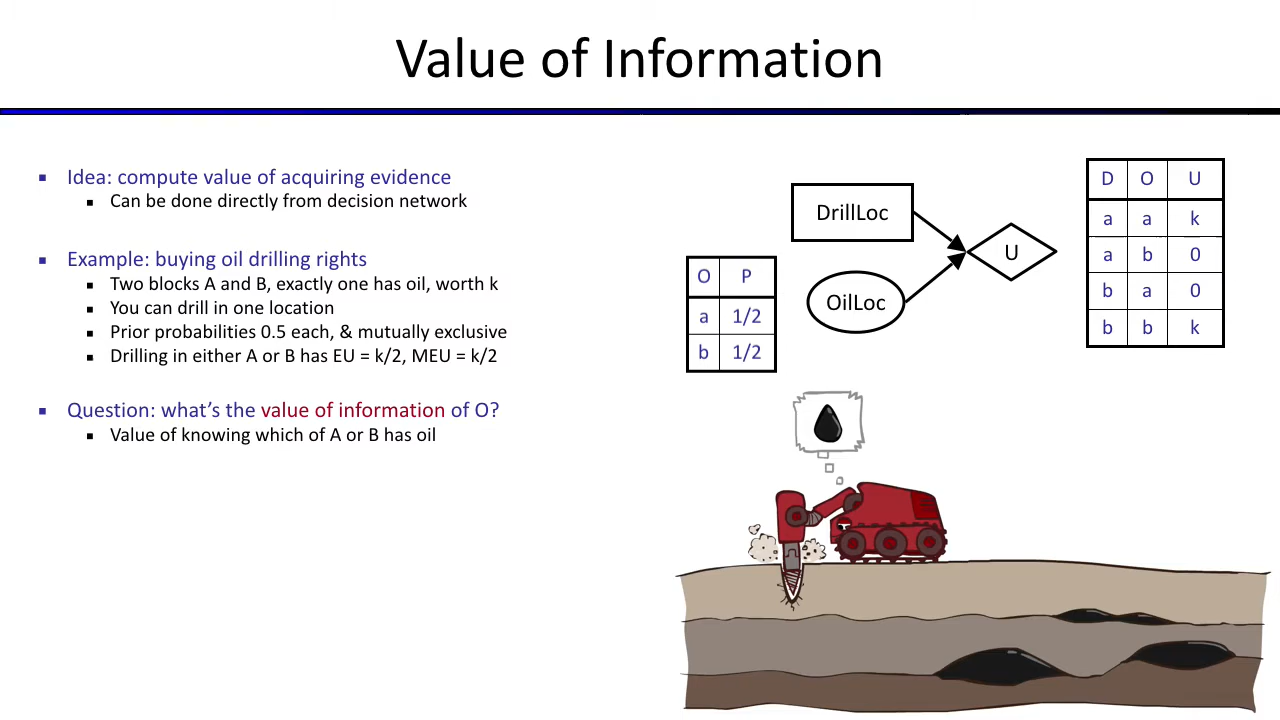 Value of Information
▪ Idea: compute value of acquiring evidence
▪ Can be done directly from decision network
▪ Example: buying oil drilling rights
▪ Two blocks A and B, exactly one has oil, worth k
▪ You can drill in one location
▪ Prior probabilities 0.5 each, & mutually exclusive
▪ Drilling in either A or B has EU = k/2, MEU = k/2
▪ Question: what’s the value of information of O?
▪ Value of knowing which of A or B has oil
O P
a 1/2
b 1/2
DrillLoc
OilLoc
U
D O U
a a k
a b 0
b a 0
b b k